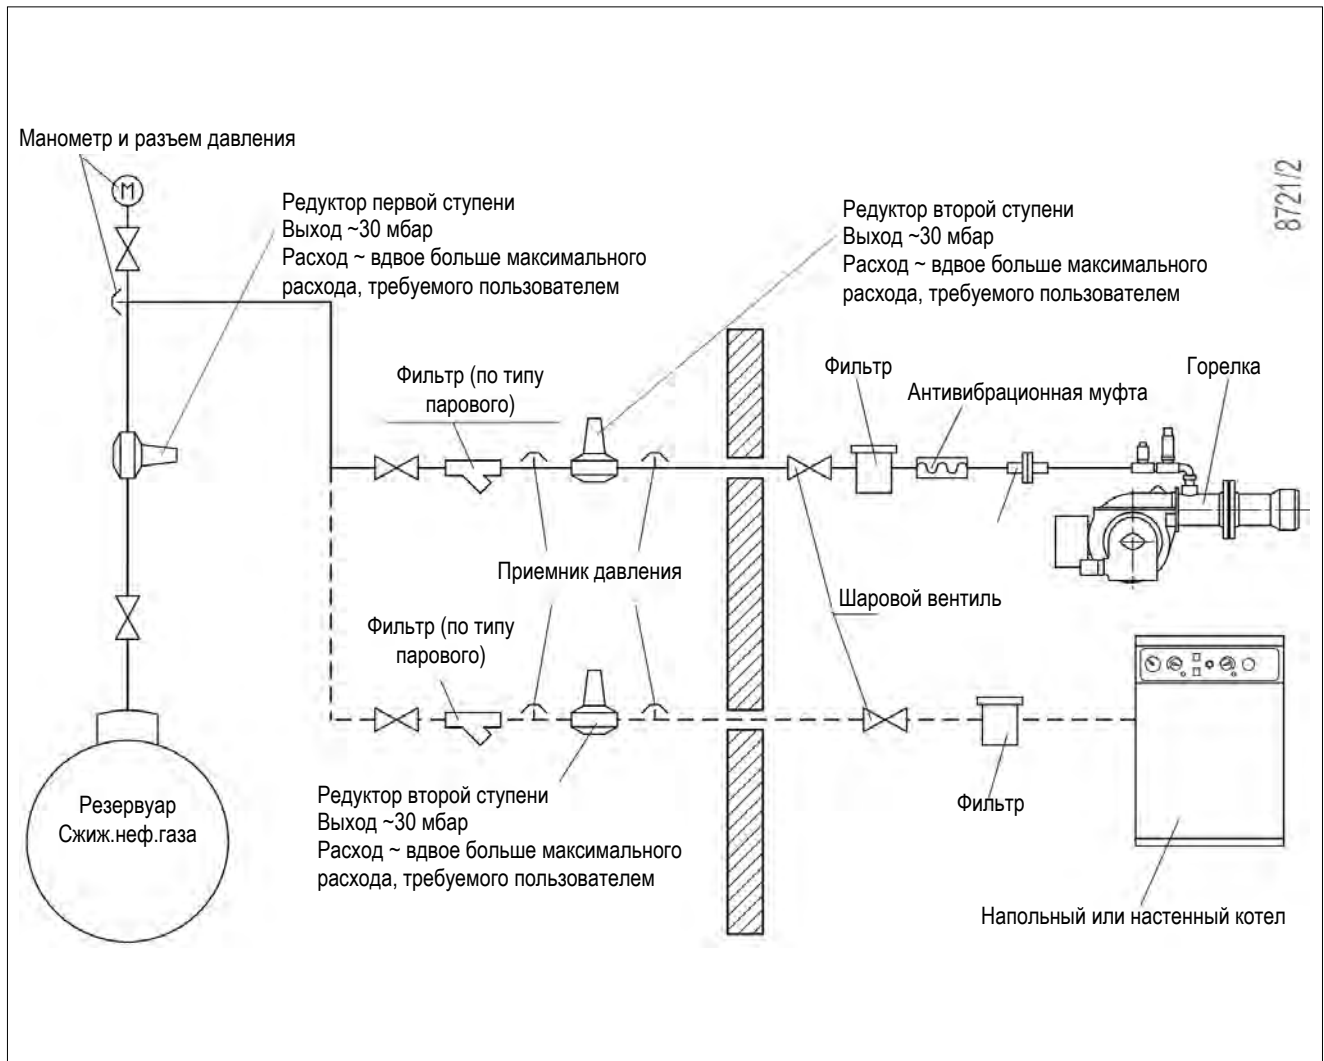 Манометр и разъем давления
M
Редуктор первой ступени
Выход ~30 мбар
Расход ~ вдвое больше максимального
расхода, требуемого пользователем
Редуктор второй ступени
Выход ~30 мбар
Расход ~ вдвое больше максимального
расхода, требуемого пользователем
8721/2
Фильтр (по типу
парового)
Фильтр
Антивибрационная муфта
Горелка
Приемник давления
Шаровой вентиль
Фильтр (по типу
парового)
Резервуар
Сжиж.неф.газа
Редуктор второй ступени
Выход ~30 мбар
Расход ~ вдвое больше максимального
расхода, требуемого пользователем
Фильтр
Напольный или настенный котел